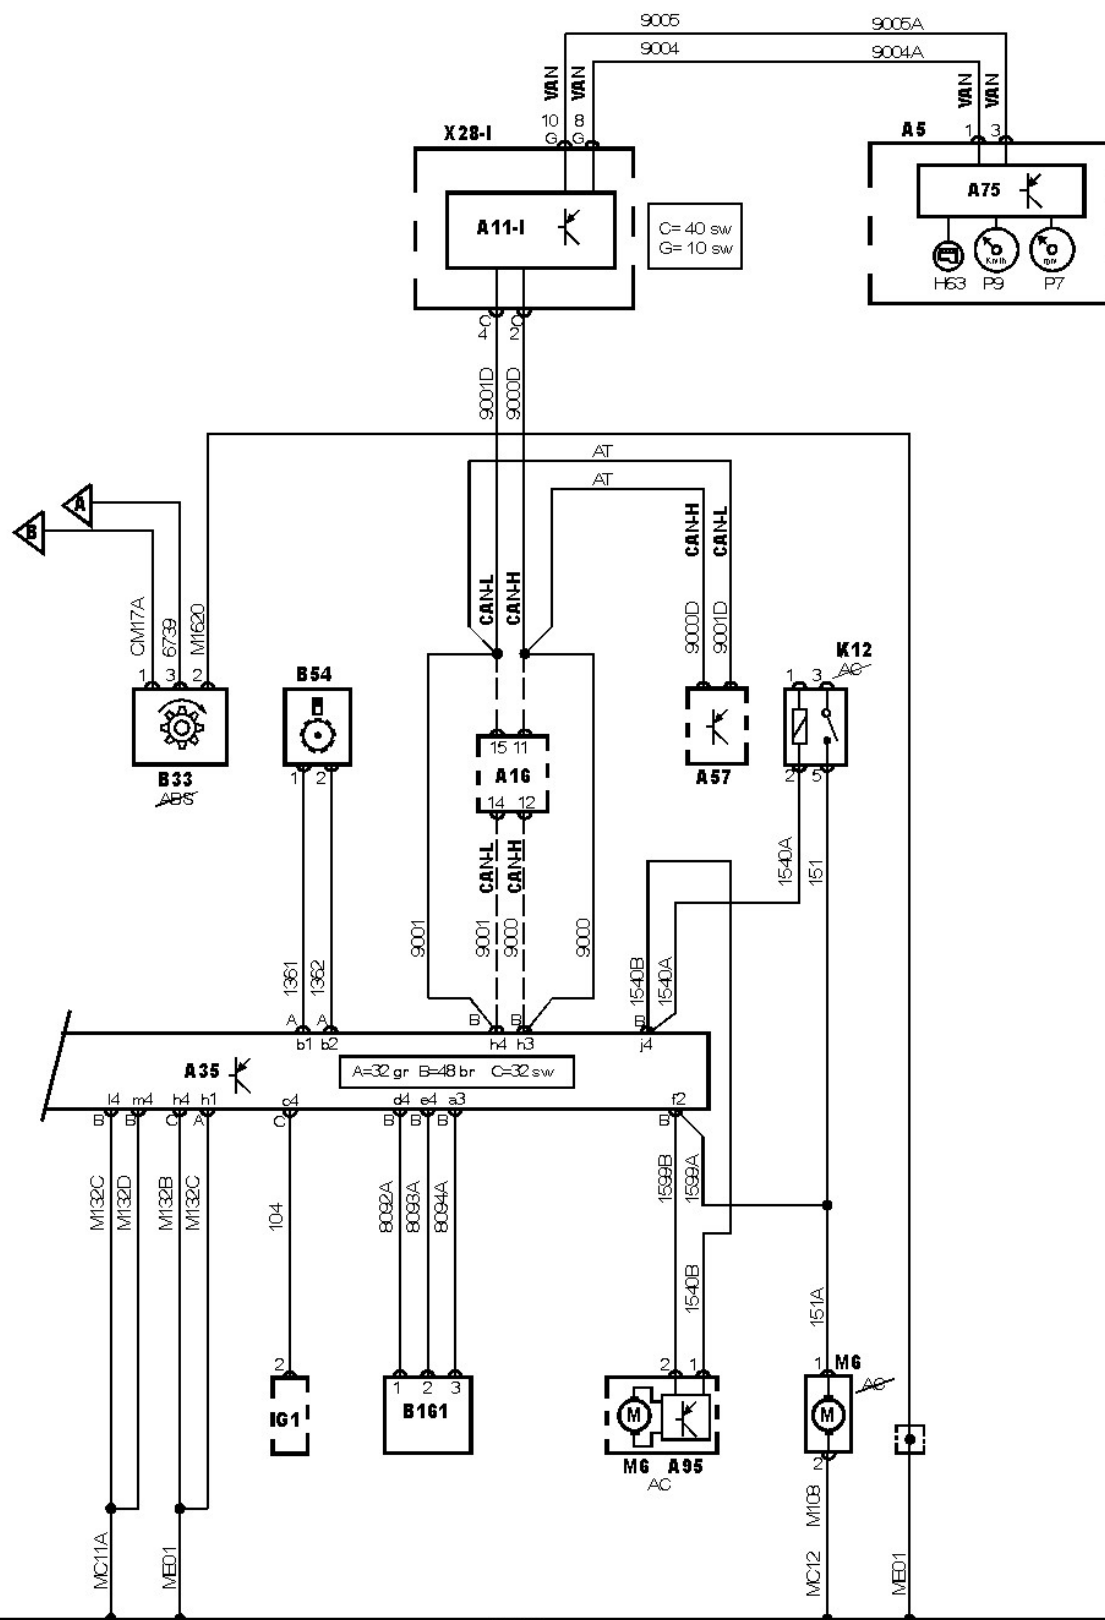 9005
9005A
9004
9004A
VAN
VAN
VAN
VAN
10 8
G G
X28-I
A5
1 3
A11-I
A75
C= 40 sw
G= 10 sw
Km/h
rpm
H63 P9 P7
C C
4 2
9001D
9000D
AT
AT
A
B
CAN-H
CAN-L
CAN-L
CAN-H
CM17A
6739
M1620
9000D
9001D
1 3 2
B54
K12
AC
1 3
15 11
A16
14 12
B33
ABS
1 2
A57
2 5
CAN-L
CAN-H
1540A
151
9001
9001
9000
9000
1361
1362
1540B
1540A
A A B B B
b1 b2 h4 h3 j4
A35
A=32 gr B=48 br C=32 sw
l4 m4 h4 h1 c4 d4 e4 a3 f2
B B C A C B B B B
M132C
M132D
M132B
M132C
104
8092A
8093A
8094A
1599B
1599A
1540B
151A
2
IG1
1 2 3
B161
2 1
M
M6 A95
AC
1
M6
AC
M
2
MC11A
ME01
M10B
MC12
ME01